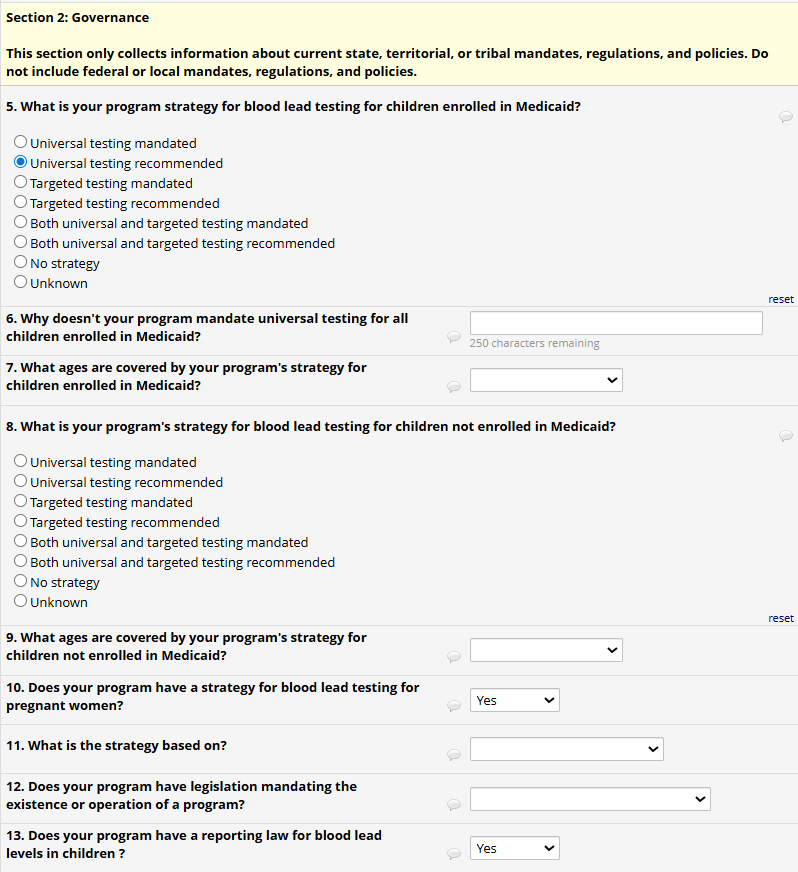 Section 2: Governance
This section only collects information about current state, territorial, or tribal mandates, regulations, and policies. Do
not include federal or local mandates, regulations, and policies.
5. What is your program strategy for blood lead testing for children enrolled in Medicaid?
Universal testing mandated
Universal testing recommended
Targeted testing mandated
Targeted testing recommended
Both universal and targeted testing mandated
Both universal and targeted testing recommended
No strategy
Unknown
reset
6. Why doesn't your program mandate universal testing for all
children enrolled in Medicaid?
250 characters remaining
7. What ages are covered by your program's strategy for
children enrolled in Medicaid?
8. What is your program's strategy for blood lead testing for children not enrolled in Medicaid?
Universal testing mandated
Universal testing recommended
Targeted testing mandated
Targeted testing recommended
Both universal and targeted testing mandated
Both universal and targeted testing recommended
No strategy
Unknown
reset
9. What ages are covered by your program's strategy for
children not enrolled in Medicaid?
10. Does your program have a strategy for blood lead testing for
pregnant women?
Yes
11. What is the strategy based on?
12. Does your program have legislation mandating the
existence or operation of a program?
13. Does your program have a reporting law for blood lead
levels in children ?
Yes